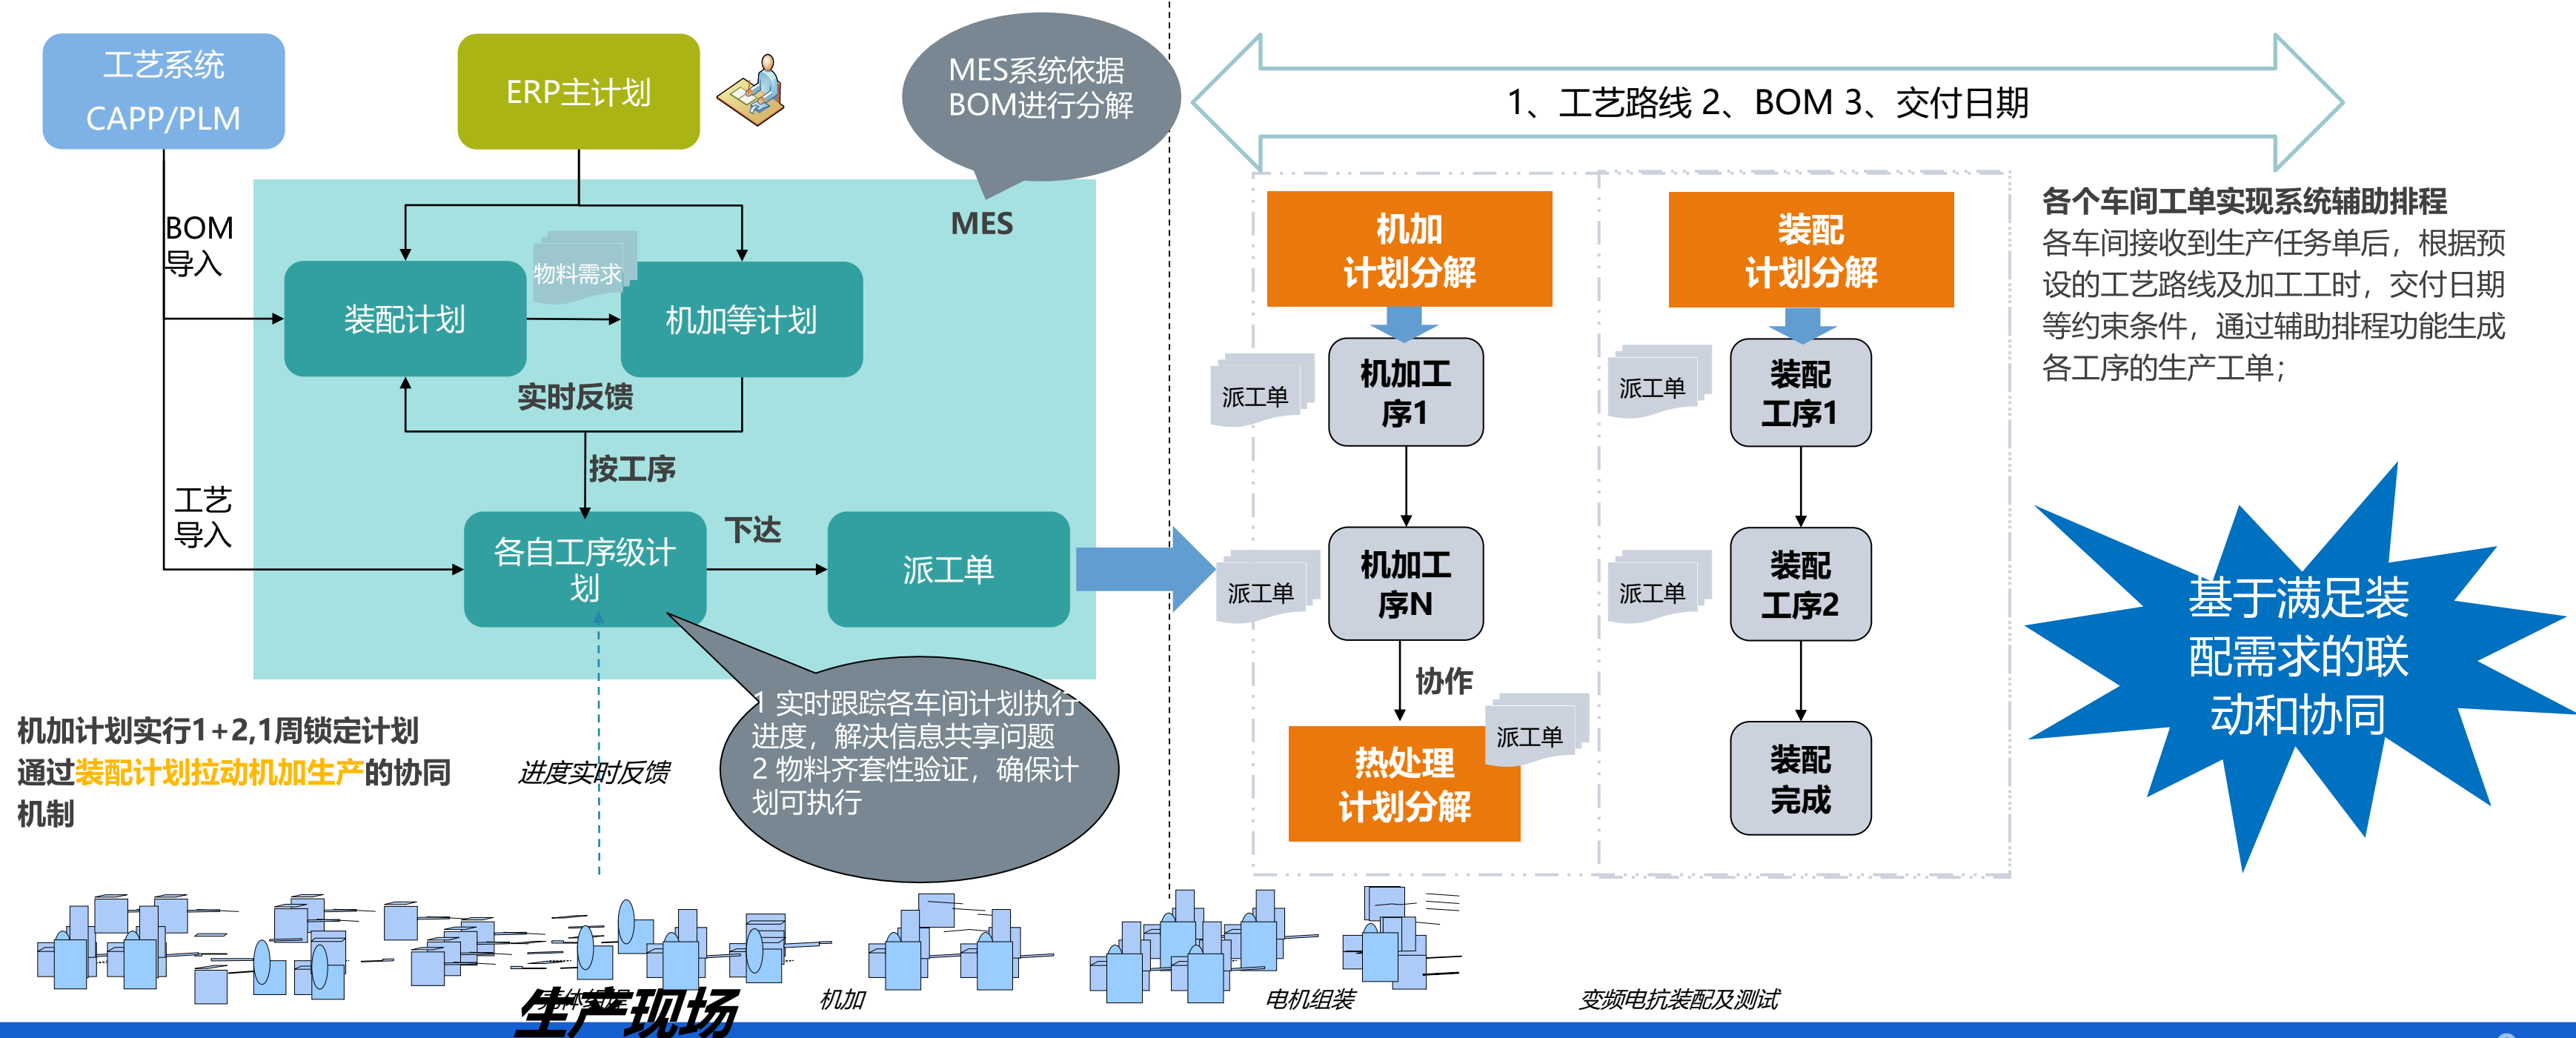 工艺系统
CAPP/PLM
ERP主计划
MES系统依据
BOM进行分解
1、工艺路线 2、BOM 3、交付日期
BOM
导入
MES
物料需求
装配计划
机加等计划
实时反馈
按工序
工艺
导入
各自工序级计
划
下达
派工单
1 实时跟踪各车间计划执行
进度，解决信息共享问题
2 物料齐套性验证，确保计
划可执行
机加计划实行1+2,1周锁定计划
通过装配计划拉动机加生产的协同
机制
进度实时反馈
机加
计划分解
派工单
机加工
序1
派工单
机加工
序N
协作
派工单
热处理
计划分解
装配
计划分解
派工单
装配
工序1
派工单
装配
工序2
装配
完成
各个车间工单实现系统辅助排程
各车间接收到生产任务单后，根据预
设的工艺路线及加工工时，交付日期
等约束条件，通过辅助排程功能生成
各工序的生产工单；
基于满足装
配需求的联
动和协同
生产现场
机加
电机组装
变频电抗装配及测试